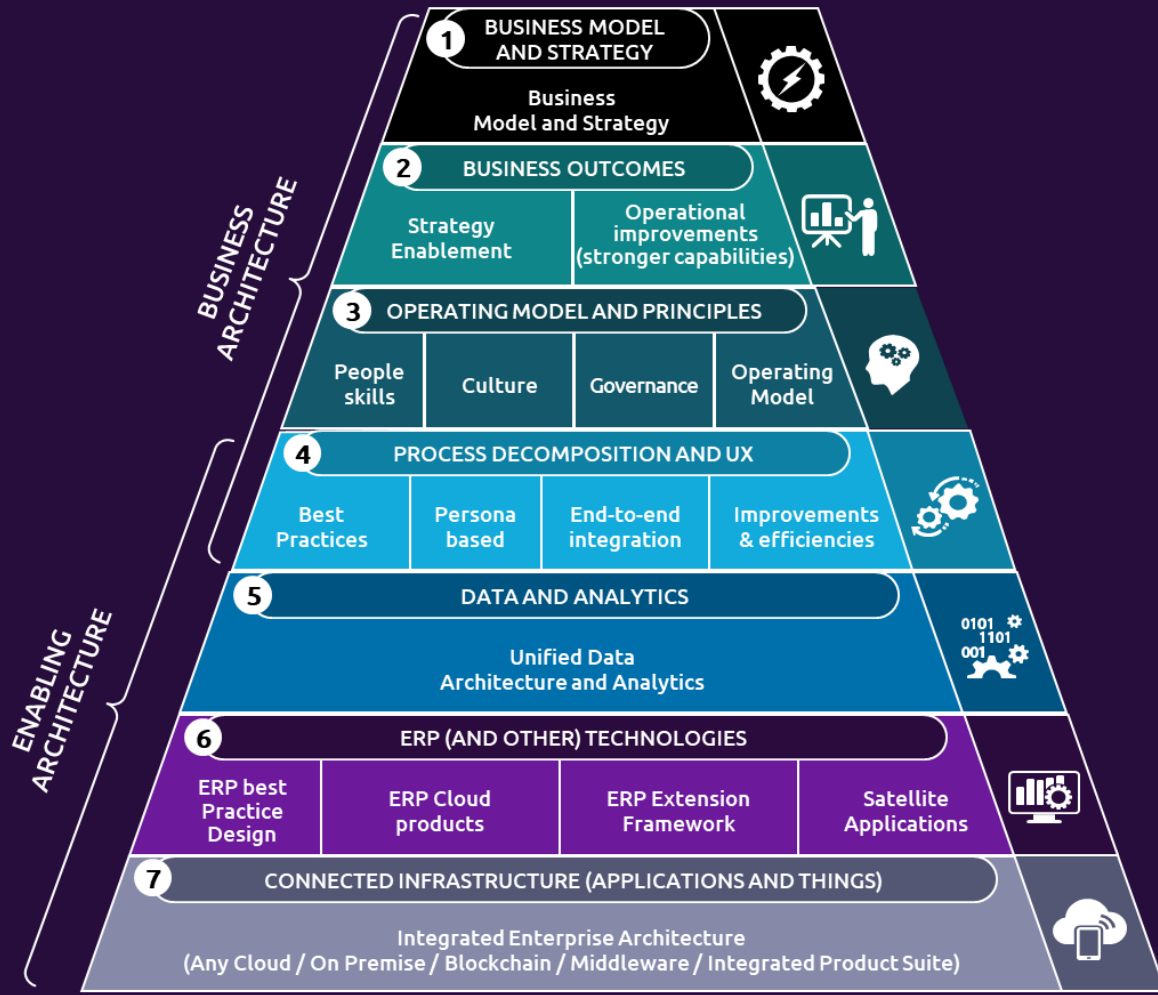 1
BUSINESS MODEL
AND STRATEGY
Business
Model and Strategy
2
BUSINESS OUTCOMES
Strategy
Enablement
Operational
improvements
(stronger capabilities)
BUSINESS
ARCHITECTURE
3
OPERATING MODEL AND PRINCIPLES
People
skills
Culture
Governance
Operating
Model
4
PROCESS DECOMPOSITION AND UX
Best
Practices
Persona
based
End-to-end
integration
Improvements
& efficiencies
5
DATA AND ANALYTICS
Unified Data
Architecture and Analytics
0101
1101
001
ENABLING
ARCHITECTURE
6
ERP (AND OTHER) TECHNOLOGIES
ERP best
Practice
Design
ERP Cloud
products
ERP Extension
Framework
Satellite
Applications
7
CONNECTED INFRASTRUCTURE (APPLICATIONS AND THINGS)
Integrated Enterprise Architecture
(Any Cloud / On Premise / Blockchain / Middleware / Integrated Product Suite)